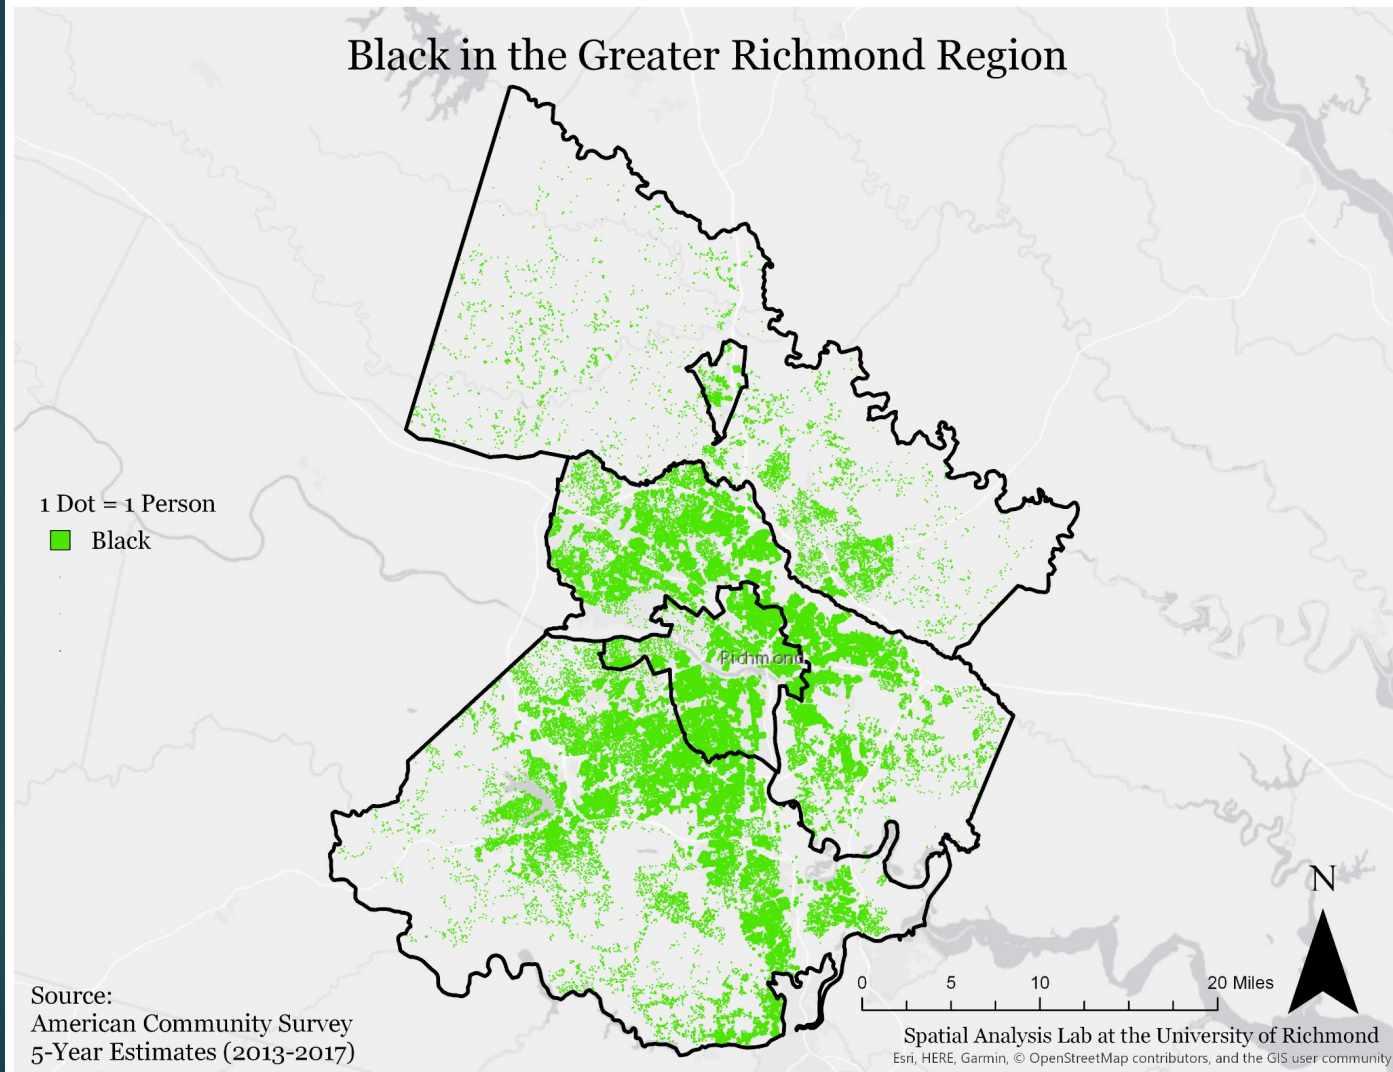 Black in the Greater Richmond Region
1 Dot = 1 Person
Black
Richmond
N
0 5 10 20 Miles
Source:
American Community Survey
5-Year Estimates (2013-2017)
Spatial Analysis Lab at the University of Richmond
Esri, HERE, Garmin, © OpenStreetMap contributors, and the GIS user community